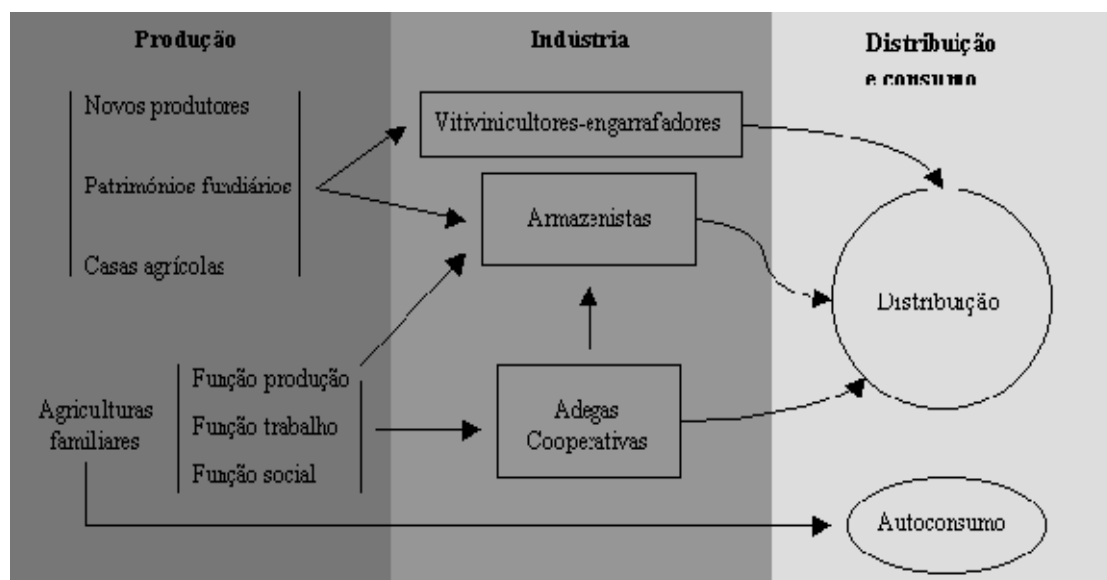 Produção
Indústria
Distribuição
e consumo
Novos produtores
Patrimónios fundiários
Casas agrícolas
Vitivinicultores-engarrafadores
Armazenistas
Distribuição
Agriculturas
familiares
Função produção
Função trabalho
Função social
Adegas
Cooperativas
Autoconsumo